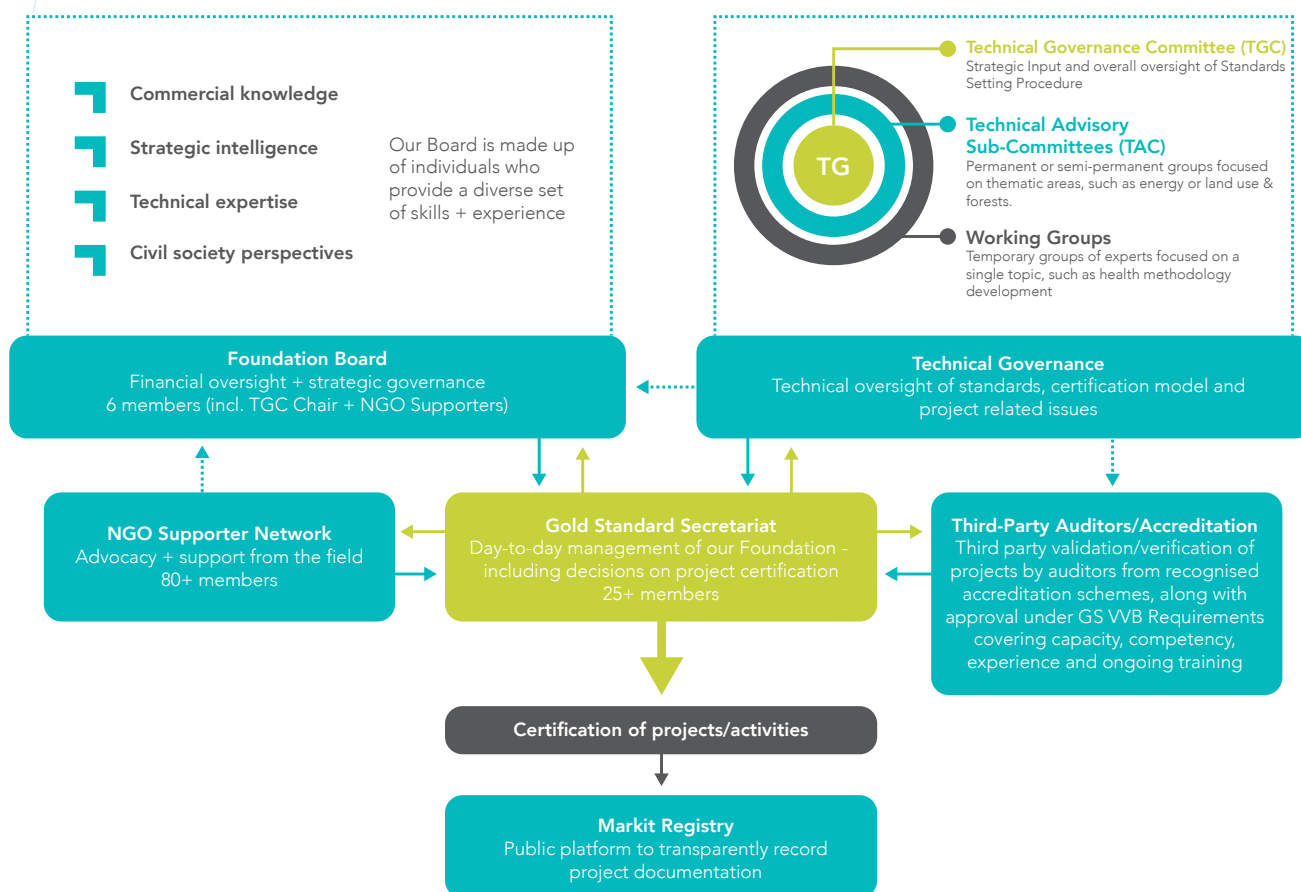 Commercial knowledge
Strategic intelligence
Technical expertise
Civil society perspectives
Our Board is made up
of individuals who
provide a diverse set
of skills + experience
TG
Technical Governance Committee (TGC)
Strategic Input and overall oversight of Standards
Setting Procedure
Technical Advisory
Sub-Committees (TAC)
Permanent or semi-permanent groups focused
on thematic areas, such as energy or land use &
forests.
Working Groups
Temporary groups of experts focused on a
single topic, such as health methodology
development
Foundation Board
Financial oversight + strategic governance
6 members (incl. TGC Chair + NGO Supporters)
Technical Governance
Technical oversight of standards, certification model and
project related issues
NGO Supporter Network
Advocacy + support from the field
80+ members
Gold Standard Secretariat
Day-to-day management of our Foundation -
including decisions on project certification
25+ members
Third-Party Auditors/Accreditation
Third party validation/verification of
projects by auditors from recognised
accreditation schemes, along with
approval under GS VVB Requirements
covering capacity, competency,
experience and ongoing training
Certification of projects/activities
Markit Registry
Public platform to transparently record
project documentation